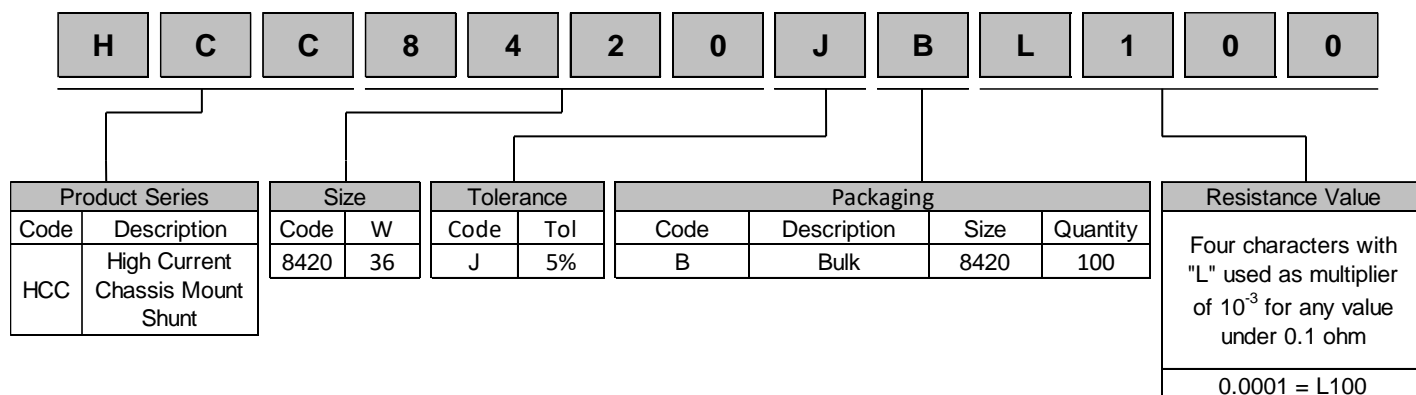 H C C 8 4 2 0 J B L 1 0 0
Product Series
Code Description
HCC High Current Chassis Mount Shunt
Size
Code W
8420 36
Tolerance
Code Tol
J 5%
Packaging
Code Description Size Quantity
B Bulk 8420 100
Resistance Value
Four characters with
"L" used as multiplier
of 10⁻³ for any value
under 0.1 ohm
0.0001 = L100